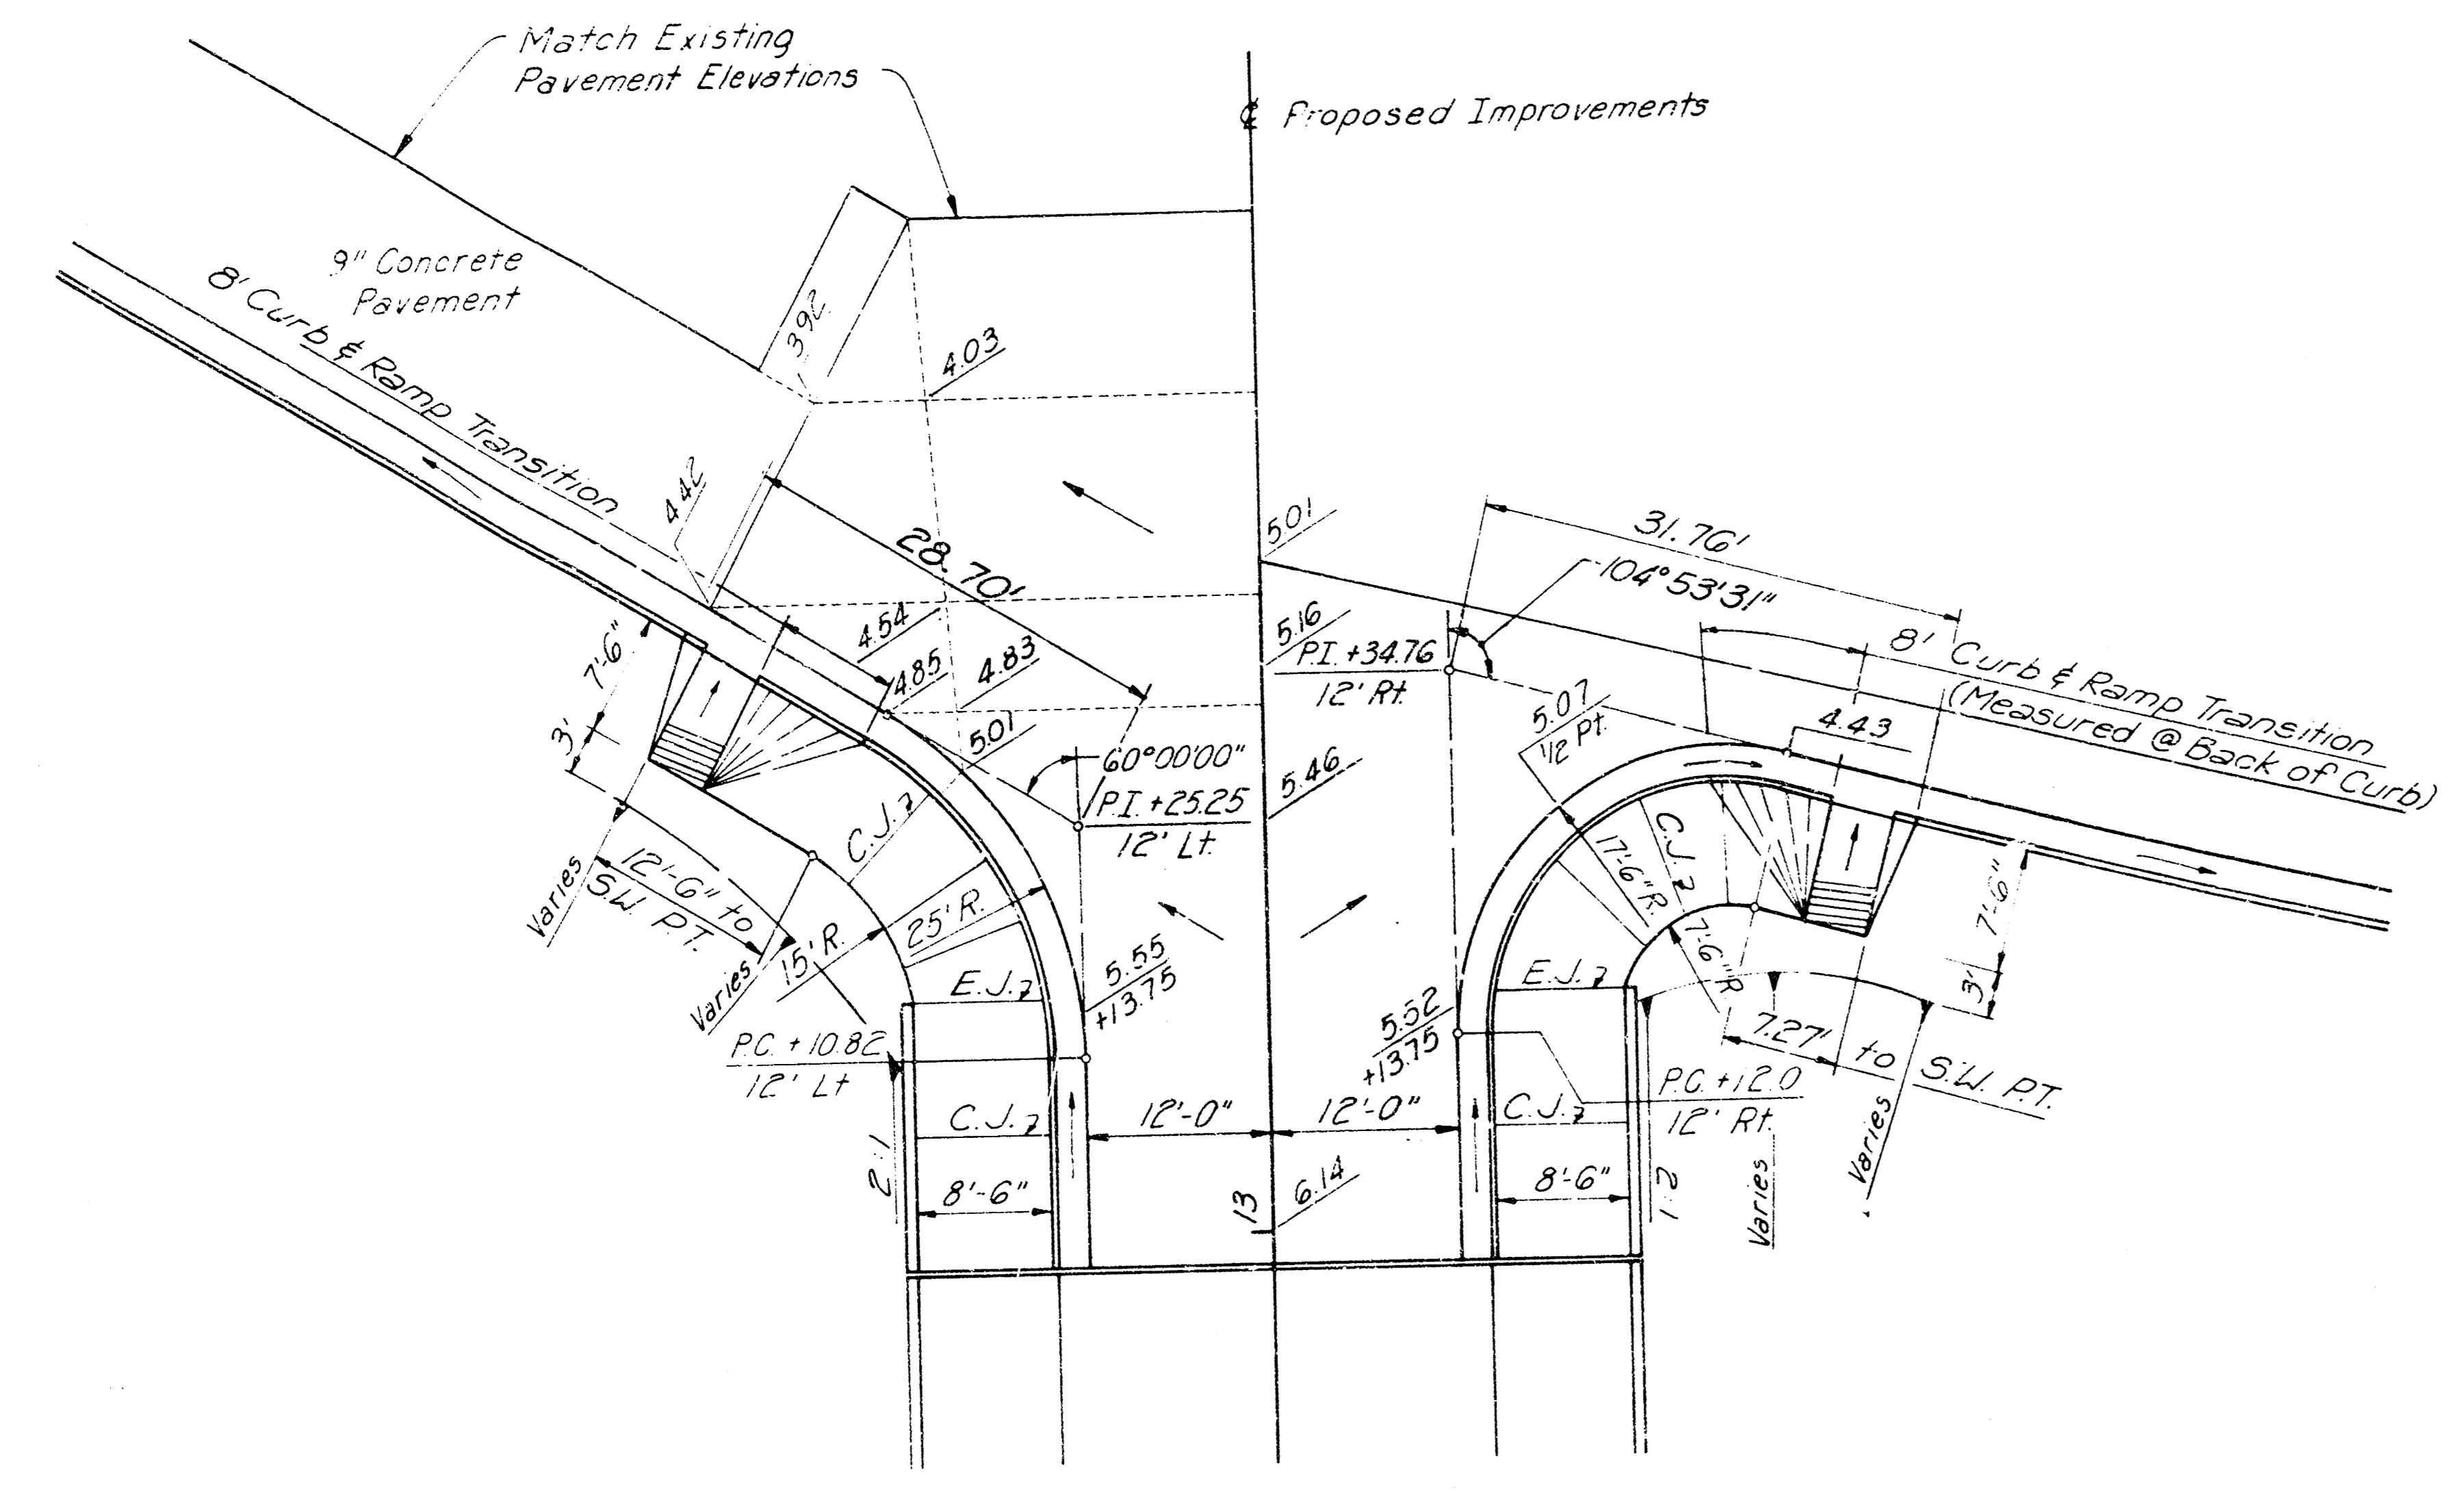 Match Existing
Pavement Elevations
℄ Proposed Improvements
9" Concrete
Pavement
8' Curb & Ramp Transition
3.92
4.03
4.42
28.70'
5.01
31.76'
104°53'31"
4.54
4.85
4.83
5.01
5.16
P.I. +34.76
12' Rt.
8' Curb & Ramp Transition
(Measured @ Back of Curb)
5.07
1/2 Pt.
4.43
7'-6"
3'
60°00'00"
P.I. +25.25
12' Lt.
5.46
C.J.
17'-6" R.
C.J.
7'-6" R
7'-6"
3'
Varies
12'-6" to
S.W. P.T.
Varies
15' R.
25' R.
E.J.
5.55
+13.75
5.52
+13.75
E.J.
7.27' to S.W. P.T.
P.C. +10.82
12' Lt
P.C. +12.0
12' Rt.
C.J.
12'-0"
12'-0"
C.J.
2:1
8'-6"
13
6.14
8'-6"
1:2
Varies
Varies